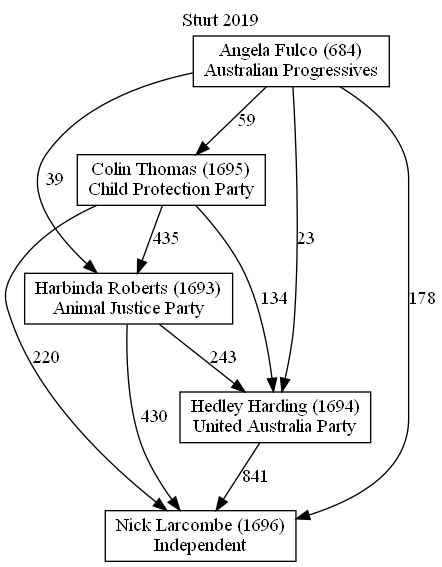 Sturt 2019
Angela Fulco (684)
Australian Progressives
59
Colin Thomas (1695)
Child Protection Party
39
435
23
Harbinda Roberts (1693)
Animal Justice Party
134
178
220
243
Hedley Harding (1694)
United Australia Party
430
841
Nick Larcombe (1696)
Independent